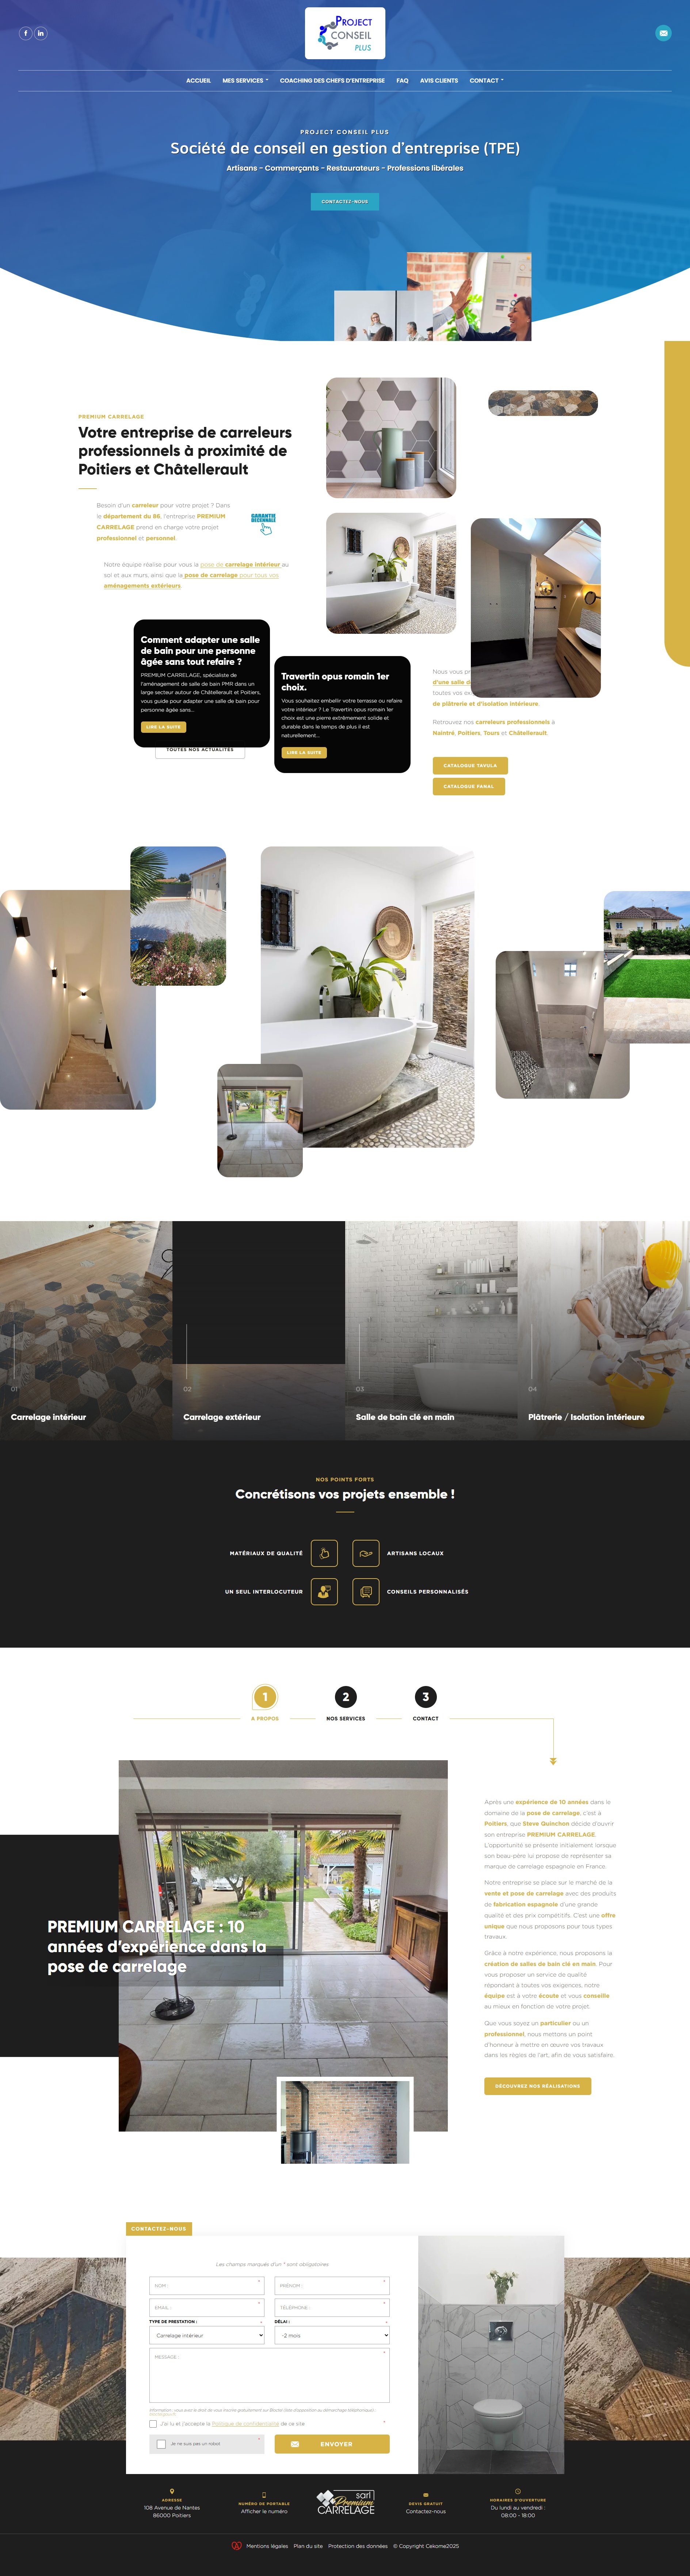 PROJECT
CONSEIL
PLUS
ACCUEIL MES SERVICES COACHING DES CHEFS D'ENTREPRISE FAQ AVIS CLIENTS CONTACT
PROJECT CONSEIL PLUS
Société de conseil en gestion d'entreprise (TPE)
Artisans - Commerçants - Restaurateurs - Professions libérales
CONTACTEZ-NOUS
PREMIUM CARRELAGE
Votre entreprise de carreleurs
professionnels à proximité de
Poitiers et Châtellerault
Besoin d'un carreleur pour votre projet ? Dans
le département du 86, l'entreprise PREMIUM
CARRELAGE prend en charge votre projet
professionnel et personnel.
GARANTIE
DECENNALE
Notre équipe réalise pour vous la pose de carrelage intérieur au
sol et aux murs, ainsi que la pose de carrelage pour tous vos
aménagements extérieurs.
Comment adapter une salle
de bain pour une personne
âgée sans tout refaire ?
PREMIUM CARRELAGE, spécialiste de
l'aménagement de salle de bain PMR dans un
large secteur autour de Châtellerault et Poitiers,
vous guide pour adapter une salle de bain pour
personne âgée sans...
LIRE LA SUITE
TOUTES NOS ACTUALITÉS
Travertin opus romain 1er
choix.
Vous souhaitez embellir votre terrasse ou refaire
votre intérieur ? Le Travertin opus romain 1er
choix est une pierre extrêmement solide et
durable dans le temps de plus il est
naturellement...
LIRE LA SUITE
Nous vous pr
d'une salle d
toutes vos ex
de plâtrerie et d'isolation intérieure.
Retrouvez nos carreleurs professionnels à
Naintré, Poitiers, Tours et Châtellerault.
CATALOGUE TAVULA
CATALOGUE FANAL
01
Carrelage intérieur
02
Carrelage extérieur
03
Salle de bain clé en main
04
Plâtrerie / Isolation intérieure
NOS POINTS FORTS
Concrétisons vos projets ensemble !
MATÉRIAUX DE QUALITÉ
ARTISANS LOCAUX
UN SEUL INTERLOCUTEUR
CONSEILS PERSONNALISÉS
1 2 3
A PROPOS NOS SERVICES CONTACT
PREMIUM CARRELAGE : 10
années d'expérience dans la
pose de carrelage
Après une expérience de 10 années dans le
domaine de la pose de carrelage, c'est à
Poitiers, que Steve Quinchon décide d'ouvrir
son entreprise PREMIUM CARRELAGE.
L'opportunité se présente initialement lorsque
son beau-père lui propose de représenter sa
marque de carrelage espagnole en France.
Notre entreprise se place sur le marché de la
vente et pose de carrelage avec des produits
de fabrication espagnole d'une grande
qualité et des prix compétitifs. C'est une offre
unique que nous proposons pour tous types
travaux.
Grâce à notre expérience, nous proposons la
création de salles de bain clé en main. Pour
vous proposer un service de qualité
répondant à toutes vos exigences, notre
équipe est à votre écoute et vous conseille
au mieux en fonction de votre projet.
Que vous soyez un particulier ou un
professionnel, nous mettons un point
d'honneur à mettre en œuvre vos travaux
dans les règles de l'art, afin de vous satisfaire.
DÉCOUVREZ NOS RÉALISATIONS
CONTACTEZ-NOUS
Les champs marqués d'un * sont obligatoires
NOM : *
PRÉNOM : *
EMAIL : *
TÉLÉPHONE : *
TYPE DE PRESTATION : *
DÉLAI : *
Carrelage intérieur
-2 mois
MESSAGE : *
J'ai lu et j'accepte la Politique de confidentialité de ce site *
Je ne suis pas un robot *
ENVOYER
ADRESSE
108 Avenue de Nantes
86000 Poitiers
NUMÉRO DE PORTABLE
Afficher le numéro
sarl
Premium
CARRELAGE
DEVIS GRATUIT
Contactez-nous
HORAIRES D'OUVERTURE
Du lundi au vendredi :
08:00 - 18:00
Mentions légales Plan du site Protection des données © Copyright Cekome2025